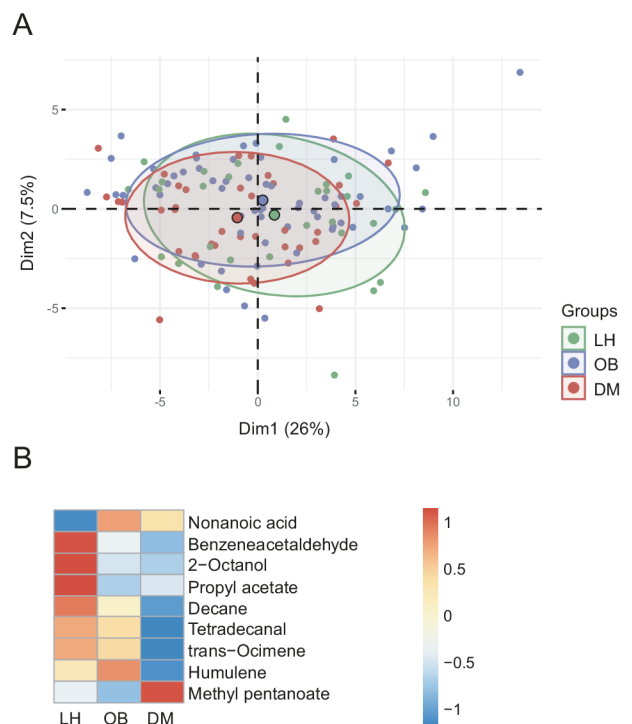 A
5
0
-5
Dim2 (7.5%)
-5
0
5
10
Dim1 (26%)
Groups
LH
OB
DM
B
Nonanoic acid
Benzeneacetaldehyde
2−Octanol
Propyl acetate
Decane
Tetradecanal
trans−Ocimene
Humulene
Methyl pentanoate
LH OB DM
1
0.5
0
−0.5
−1